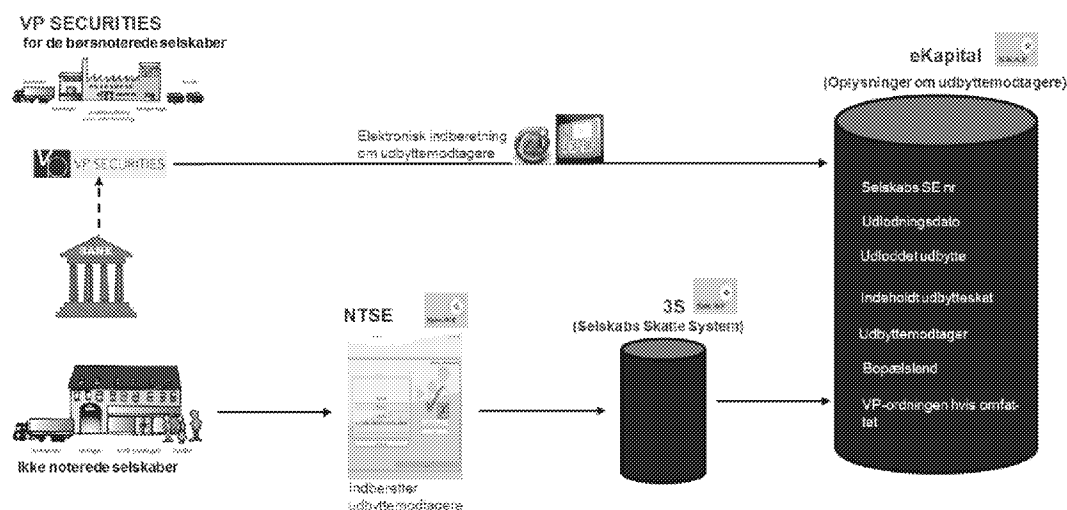 VP SECURITIES
for de børsnoterede selskaber
eKapital
(Oplysninger om udbyttemodtagere)
Elektronisk indberetning
om udbyttemodtagere
VP SECURITIES
Selskabs SE nr
Udlodningsdato
Udloddet udbytte
Indeholdt udbytteskat
Udbyttemodtager
Bopælsland
VP-ordningen hvis omfat-
tet
BANK
NTSE
3S
(Selskabs Skatte System)
Ikke noterede selskaber
Indberetter
udbyttemodtagere